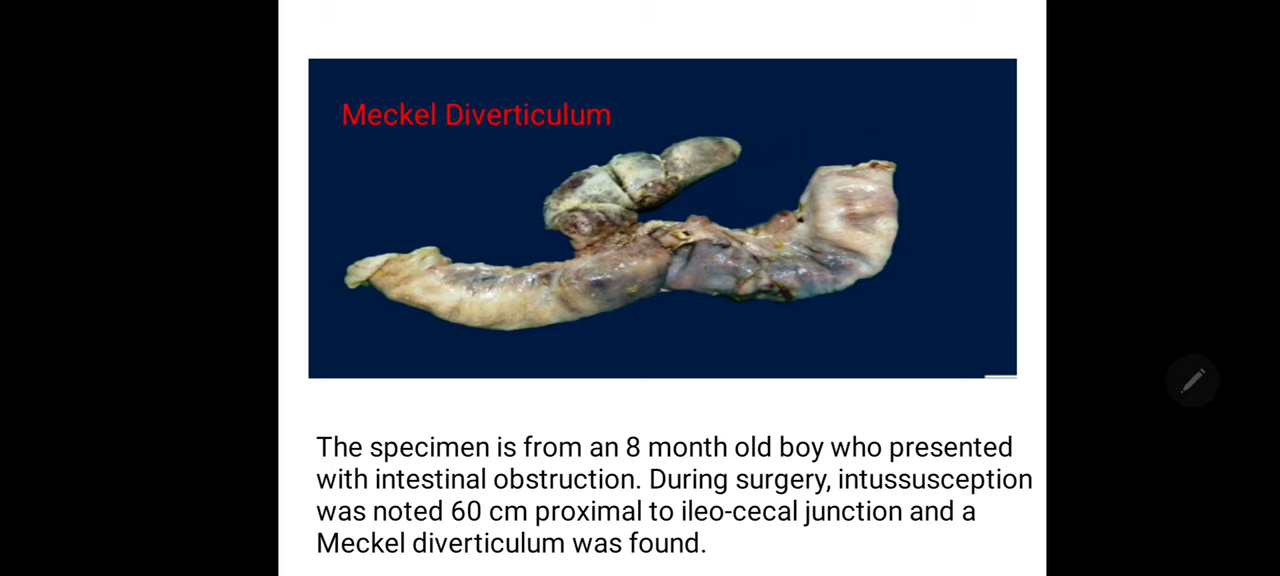 Meckel Diverticulum
The specimen is from an 8 month old boy who presented
with intestinal obstruction. During surgery, intussusception
was noted 60 cm proximal to ileo-cecal junction and a
Meckel diverticulum was found.